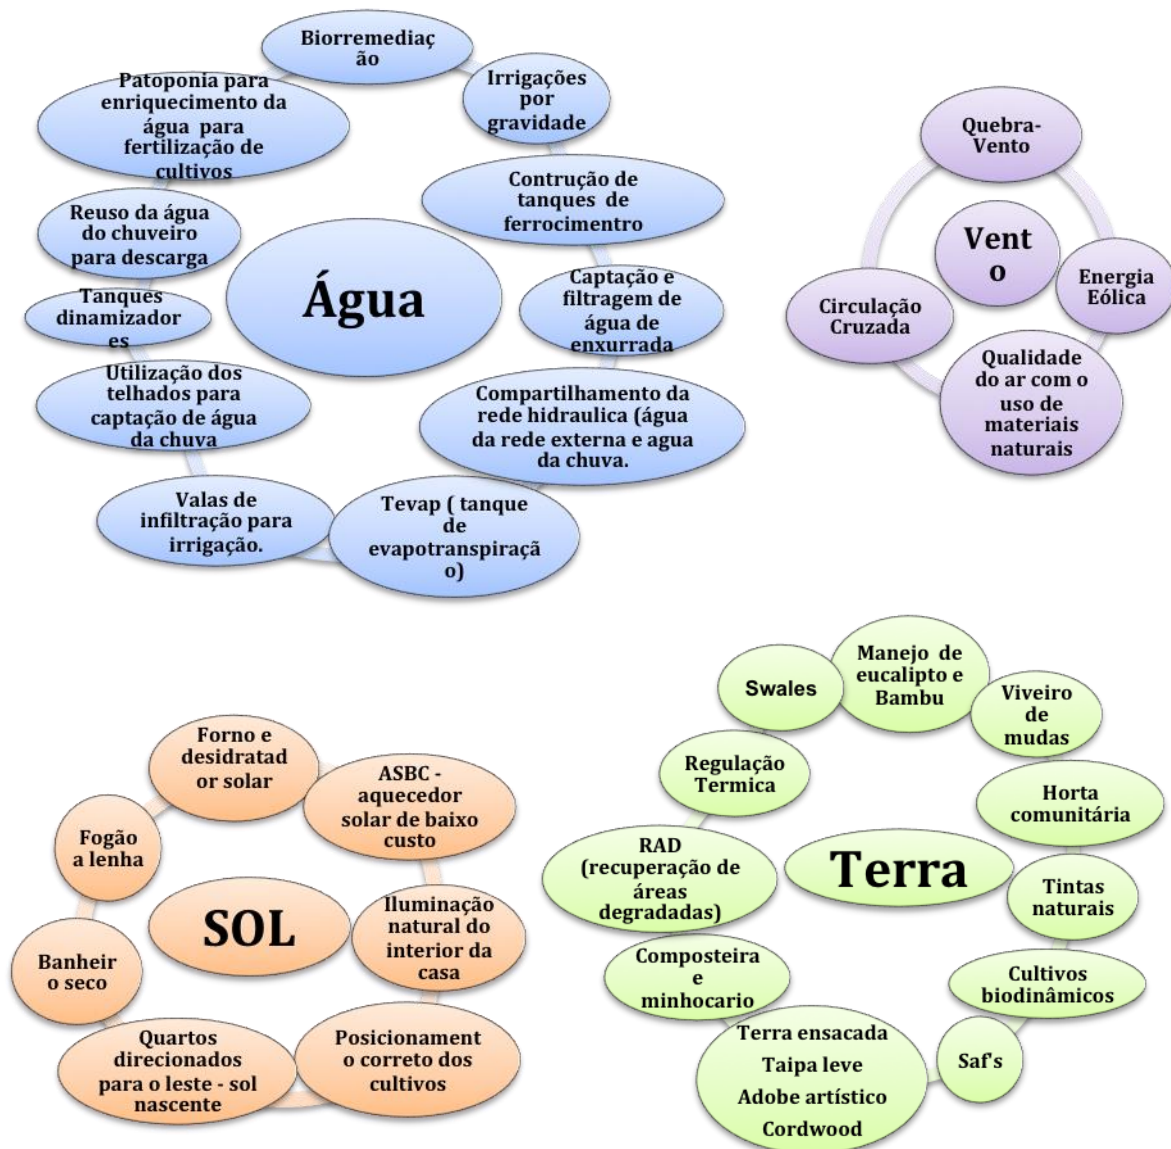 Biorremediaç
ão
Irrigações
por
gravidade
Contrução de
tanques de
ferrocimentro
Captação e
filtragem de
água de
enxurrada
Compartilhamento da
rede hidraulica (água
da rede externa e agua
da chuva.
Tevap ( tanque
de
evapotranspiraçã
o)
Valas de
infiltração para
irrigação.
Utilização dos
telhados para
captação de água
da chuva
Tanques
dinamizador
es
Reuso da água
do chuveiro
para descarga
Patoponia para
enriquecimento da
água para
fertilização de
cultivos
Água
Quebra-
Vento
Energia
Eólica
Qualidade
do ar com o
uso de
materiais
naturais
Circulação
Cruzada
Vent
o
Forno e
desidratad
or solar
ASBC -
aquecedor
solar de baixo
custo
Iluminação
natural do
interior da
casa
Posicionament
o correto dos
cultivos
Quartos
direcionados
para o leste - sol
nascente
Banheir
o seco
Fogão
a lenha
SOL
Manejo de
eucalipto e
Bambu
Viveiro
de
mudas
Horta
comunitária
Tintas
naturais
Cultivos
biodinâmicos
Saf's
Terra ensacada
Taipa leve
Adobe artístico
Cordwood
Composteira
e
minhocario
RAD
(recuperação de
áreas
degradadas)
Regulação
Termica
Swales
Terra